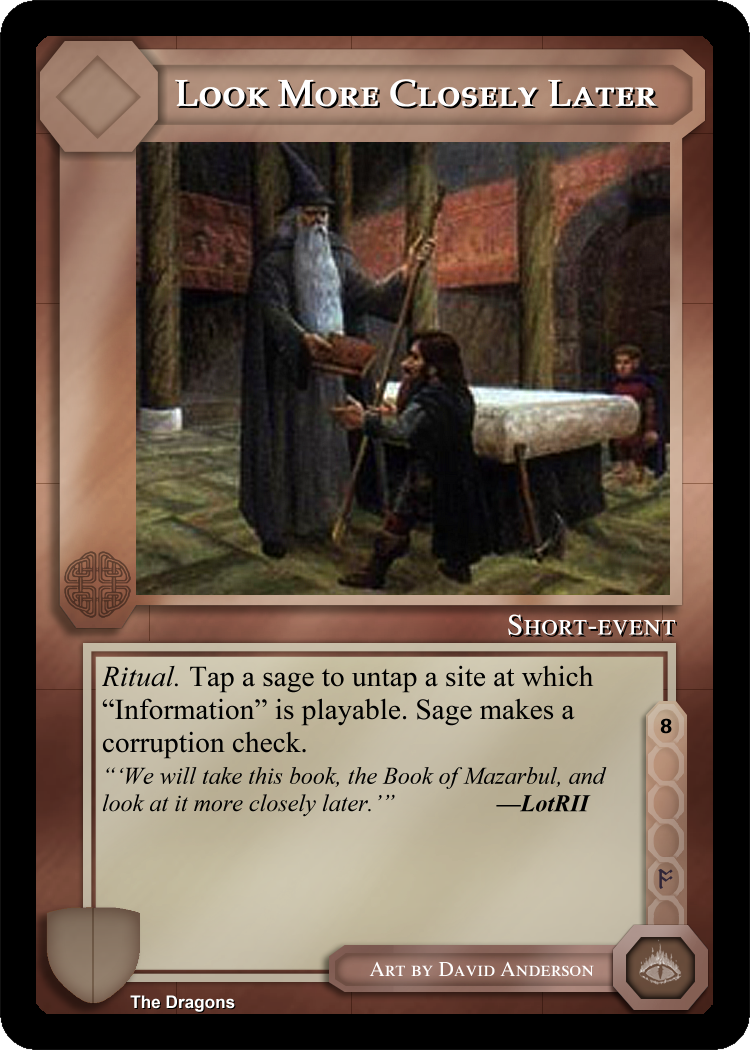 Look More Closely Later
Short-event
Ritual. Tap a sage to untap a site at which
“Information” is playable. Sage makes a
corruption check.
“‘We will take this book, the Book of Mazarbul, and
look at it more closely later.’” —LotRII
8
ᚩ
Art by David Anderson
The Dragons